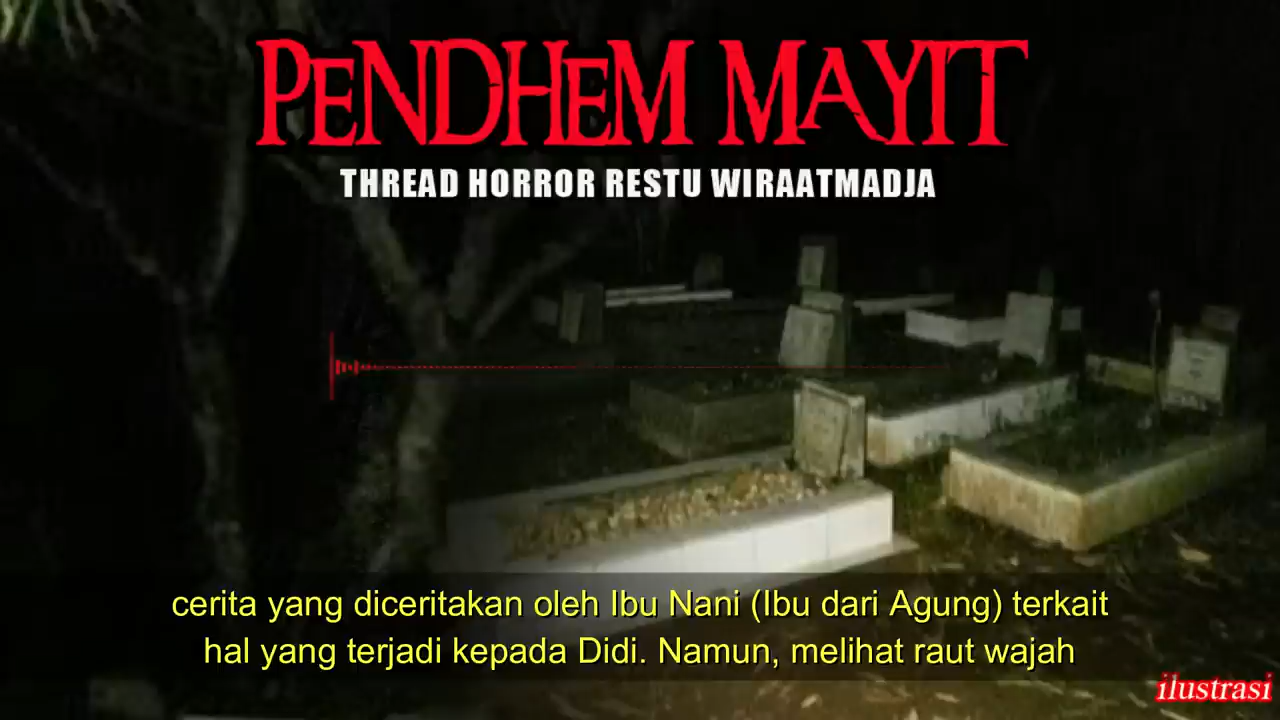 PENDHEM MAYIT
THREAD HORROR RESTU WIRAATMADJA
cerita yang diceritakan oleh Ibu Nani (Ibu dari Agung) terkait
hal yang terjadi kepada Didi. Namun, melihat raut wajah
ilustrasi